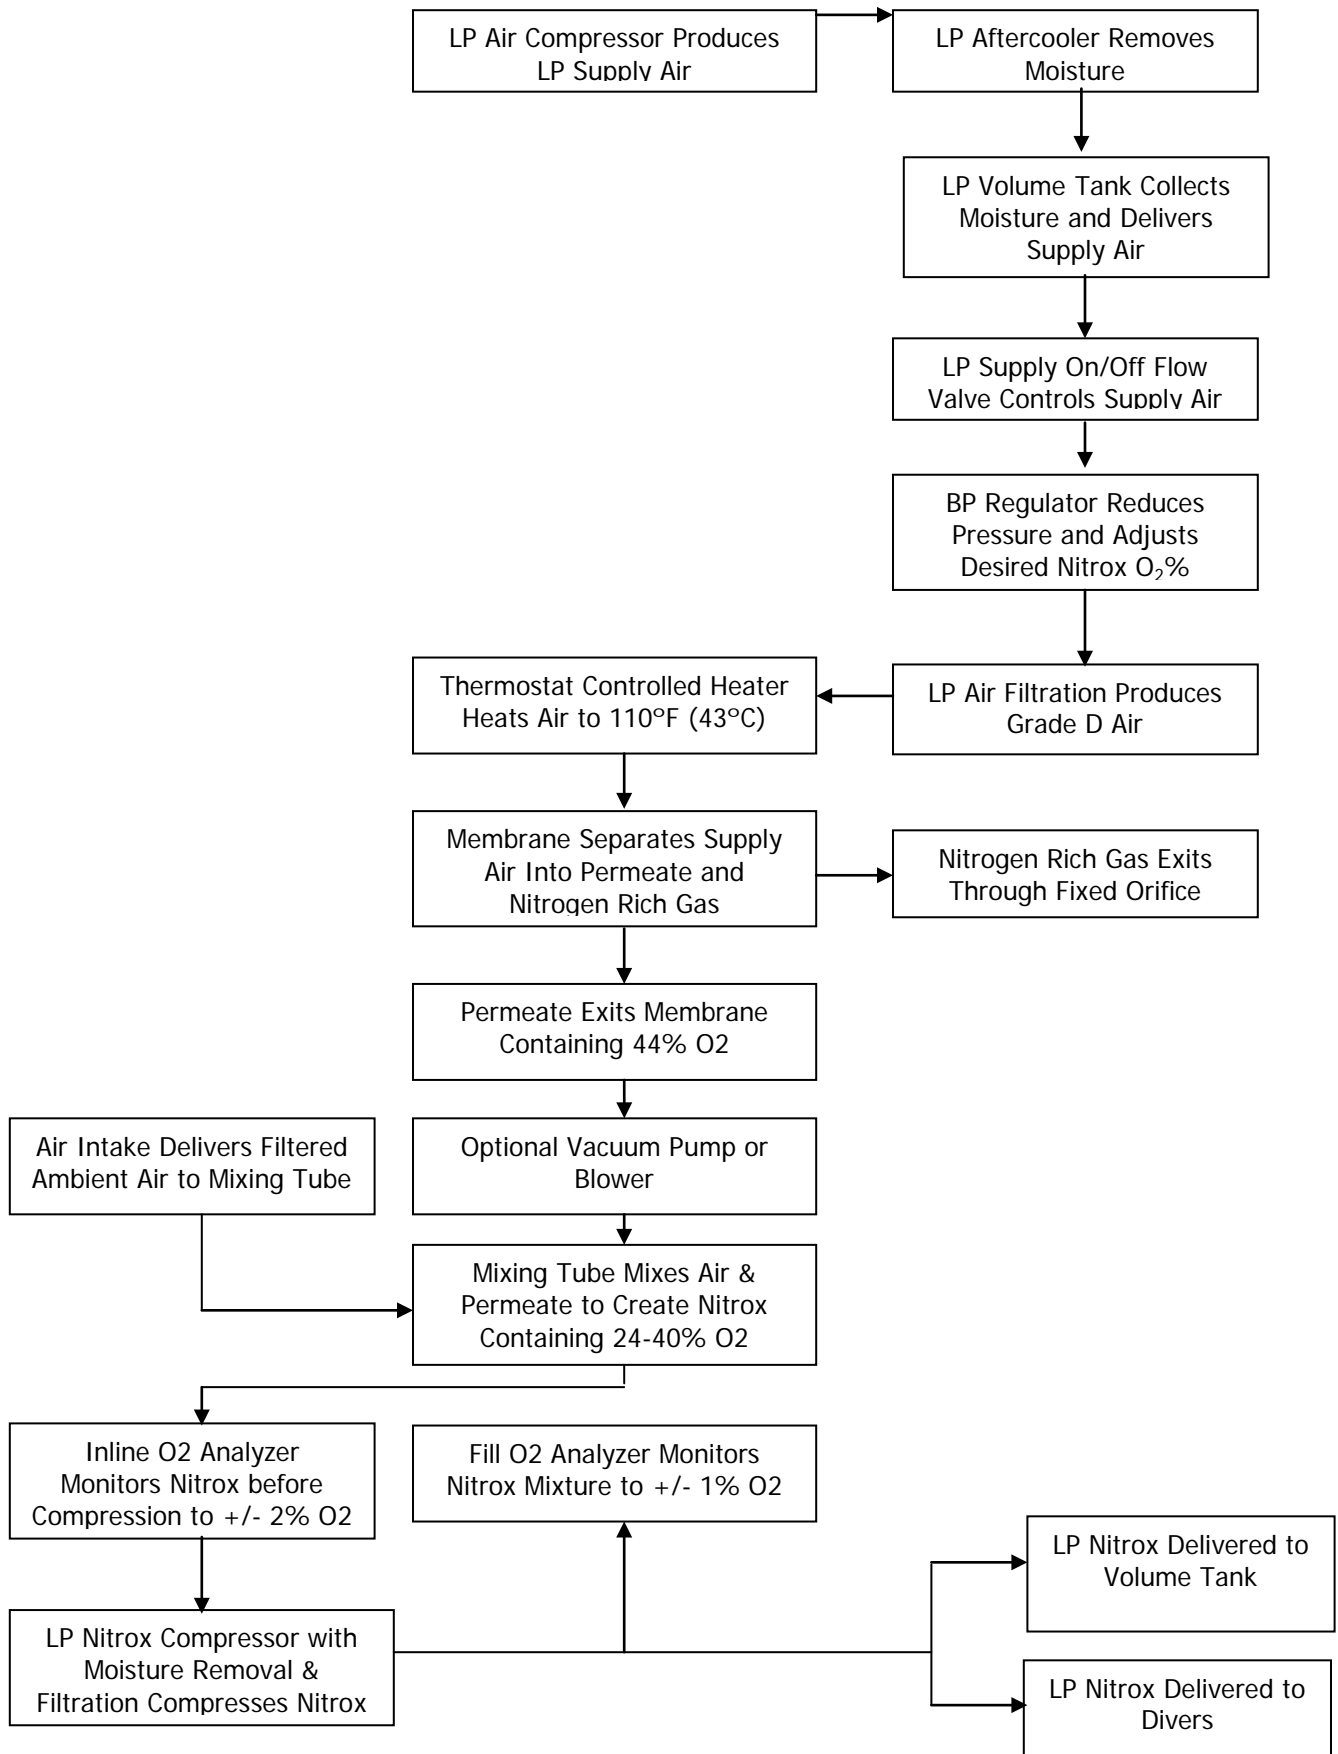 LP Air Compressor Produces
LP Supply Air
LP Aftercooler Removes
Moisture
LP Volume Tank Collects
Moisture and Delivers
Supply Air
LP Supply On/Off Flow
Valve Controls Supply Air
BP Regulator Reduces
Pressure and Adjusts
Desired Nitrox O₂%
LP Air Filtration Produces
Grade D Air
Thermostat Controlled Heater
Heats Air to 110ºF (43ºC)
Membrane Separates Supply
Air Into Permeate and
Nitrogen Rich Gas
Nitrogen Rich Gas Exits
Through Fixed Orifice
Permeate Exits Membrane
Containing 44% O2
Optional Vacuum Pump or
Blower
Air Intake Delivers Filtered
Ambient Air to Mixing Tube
Mixing Tube Mixes Air &
Permeate to Create Nitrox
Containing 24-40% O2
Inline O2 Analyzer
Monitors Nitrox before
Compression to +/- 2% O2
Fill O2 Analyzer Monitors
Nitrox Mixture to +/- 1% O2
LP Nitrox Compressor with
Moisture Removal &
Filtration Compresses Nitrox
LP Nitrox Delivered to
Volume Tank
LP Nitrox Delivered to
Divers